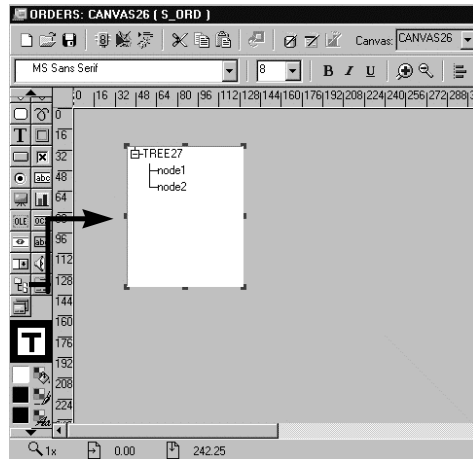 ORDERS: CANVAS26 ( S_ORD )
Canvas: CANVAS26
MS Sans Serif 8 B I U
0 16 32 48 64 80 96 112 128 144 160 176 192 208 224 240 256 272 288
0
16
32
48
64
96
112
128
144
160
176
192
208
224
TREE27
node1
node2
T
abc
OLE
T
1x 0.00 242.25